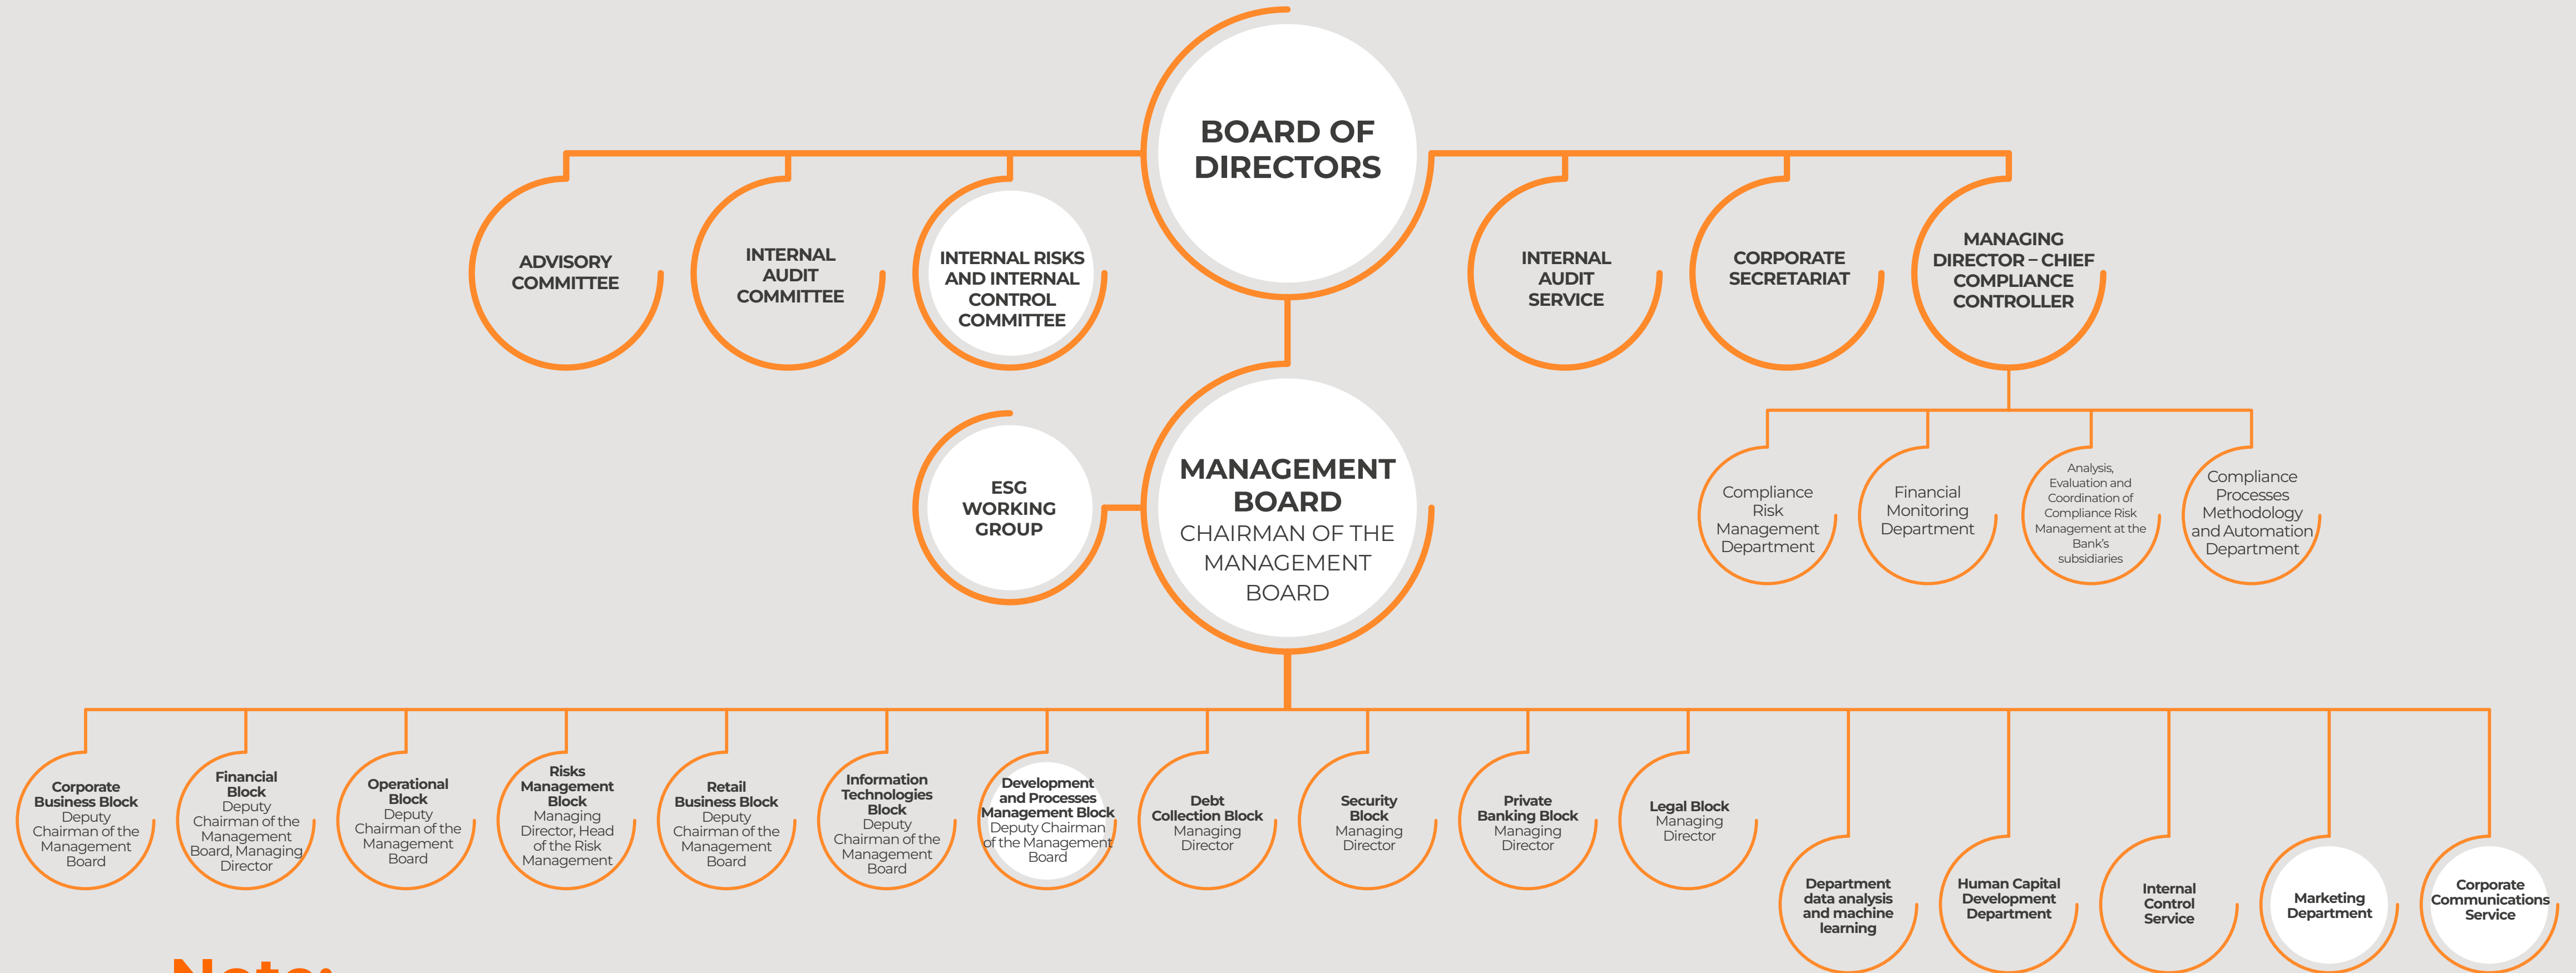 BOARD OF
DIRECTORS
ADVISORY
COMMITTEE
INTERNAL
AUDIT
COMMITTEE
INTERNAL RISKS
AND INTERNAL
CONTROL
COMMITTEE
INTERNAL
AUDIT
SERVICE
CORPORATE
SECRETARIAT
MANAGING
DIRECTOR – CHIEF
COMPLIANCE
CONTROLLER
ESG
WORKING
GROUP
MANAGEMENT
BOARD
CHAIRMAN OF THE
MANAGEMENT
BOARD
Compliance
Risk
Management
Department
Financial
Monitoring
Department
Analysis,
Evaluation and
Coordination of
Compliance Risk
Management at the
Bank's
subsidiaries
Compliance
Processes
Methodology
and Automation
Department
Corporate
Business Block
Deputy
Chairman of the
Management
Board
Financial
Block
Deputy
Chairman of the
Management
Board, Managing
Director
Operational
Block
Deputy
Chairman of the
Management
Board
Risks
Management
Block
Managing
Director, Head
of the Risk
Management
Retail
Business Block
Deputy
Chairman of the
Management
Board
Information
Technologies
Block
Deputy
Chairman of the
Management
Board
Development
and Processes
Management Block
Deputy Chairman
of the Management
Board
Debt
Collection Block
Managing
Director
Security
Block
Managing
Director
Private
Banking Block
Managing
Director
Legal Block
Managing
Director
Department
data analysis
and machine
learning
Human Capital
Development
Department
Internal
Control
Service
Marketing
Department
Corporate
Communications
Service
Note: